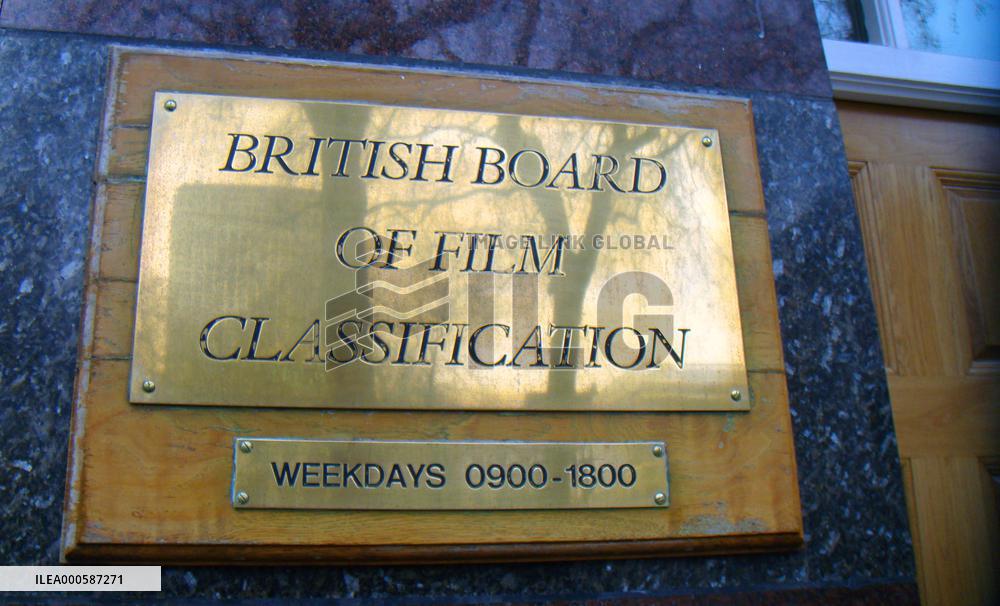 BRITISH BOARD
OF FILM
IMAGE LINK GLOBAL
ILG
CLASSIFICATION
WEEKDAYS 0900-1800
ILEA000587271